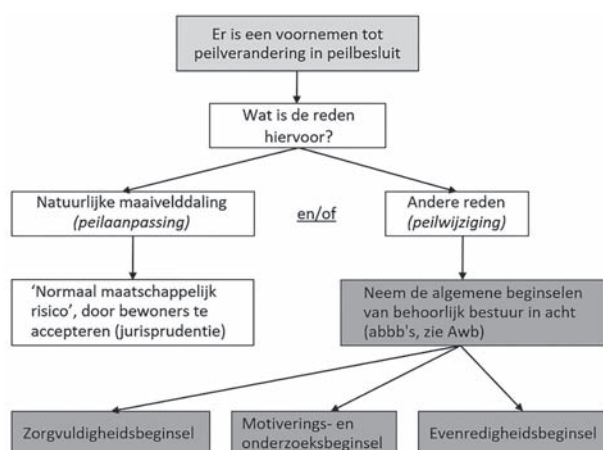 Er is een voornemen tot
peilverandering in peilbesluit
Wat is de reden
hiervoor?
Natuurlijke maaivelddaling
(peilaanpassing)
en/of
Andere reden
(peilwijziging)
‘Normaal maatschappelijk
risico’, door bewoners te
accepteren (jurisprudentie)
Neem de algemene beginselen
van behoorlijk bestuur in acht
(abbb's, zie Awb)
Zorgvuldigheidsbeginsel
Motiverings- en
onderzoeksbeginsel
Evenredigheidsbeginsel